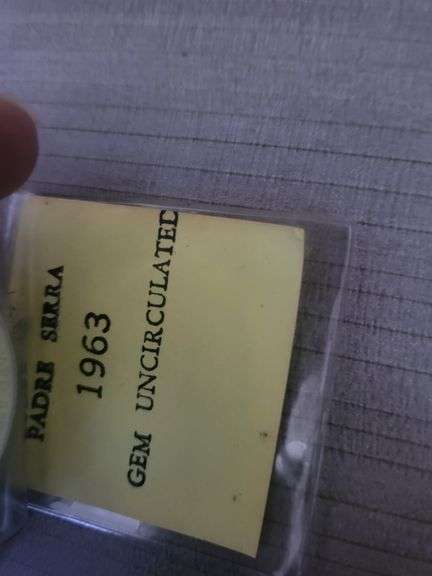 PADRE SERRA
1963
GEM UNCIRCULATED